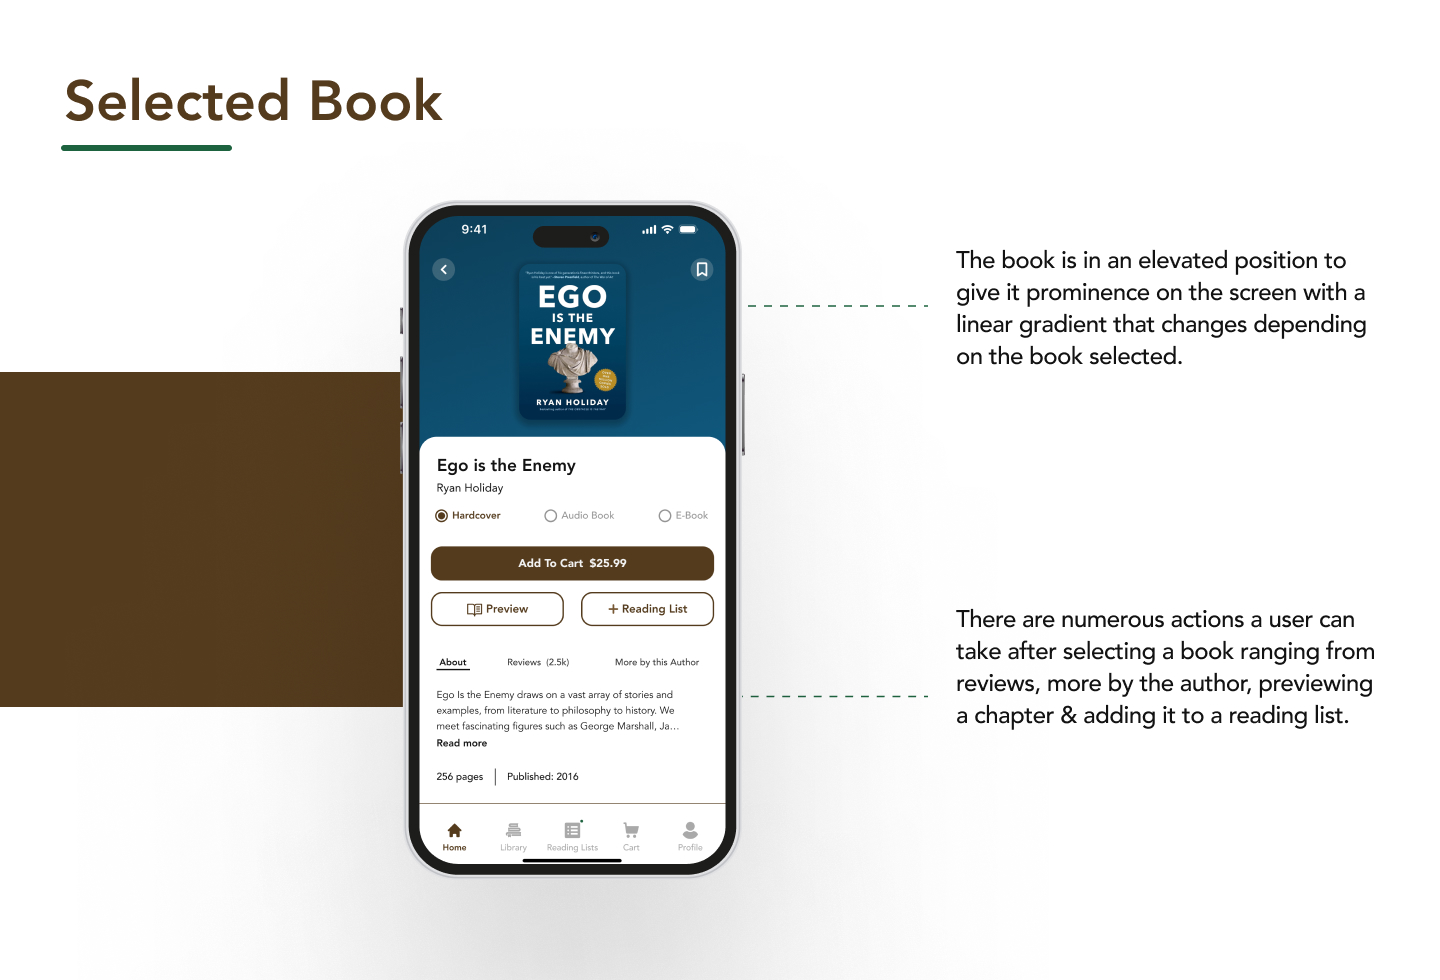 Selected Book
9:41
EGO
IS THE
ENEMY
RYAN HOLIDAY
Ego is the Enemy
Ryan Holiday
Hardcover Audio Book E-Book
Add To Cart $25.99
Preview + Reading List
About Reviews (2.5k) More by this Author
Ego Is the Enemy draws on a vast array of stories and
examples, from literature to philosophy to history. We
meet fascinating figures such as George Marshall, Ja...
Read more
256 pages Published: 2016
Home Library Reading Lists Cart Profile
The book is in an elevated position to
give it prominence on the screen with a
linear gradient that changes depending
on the book selected.
There are numerous actions a user can
take after selecting a book ranging from
reviews, more by the author, previewing
a chapter & adding it to a reading list.